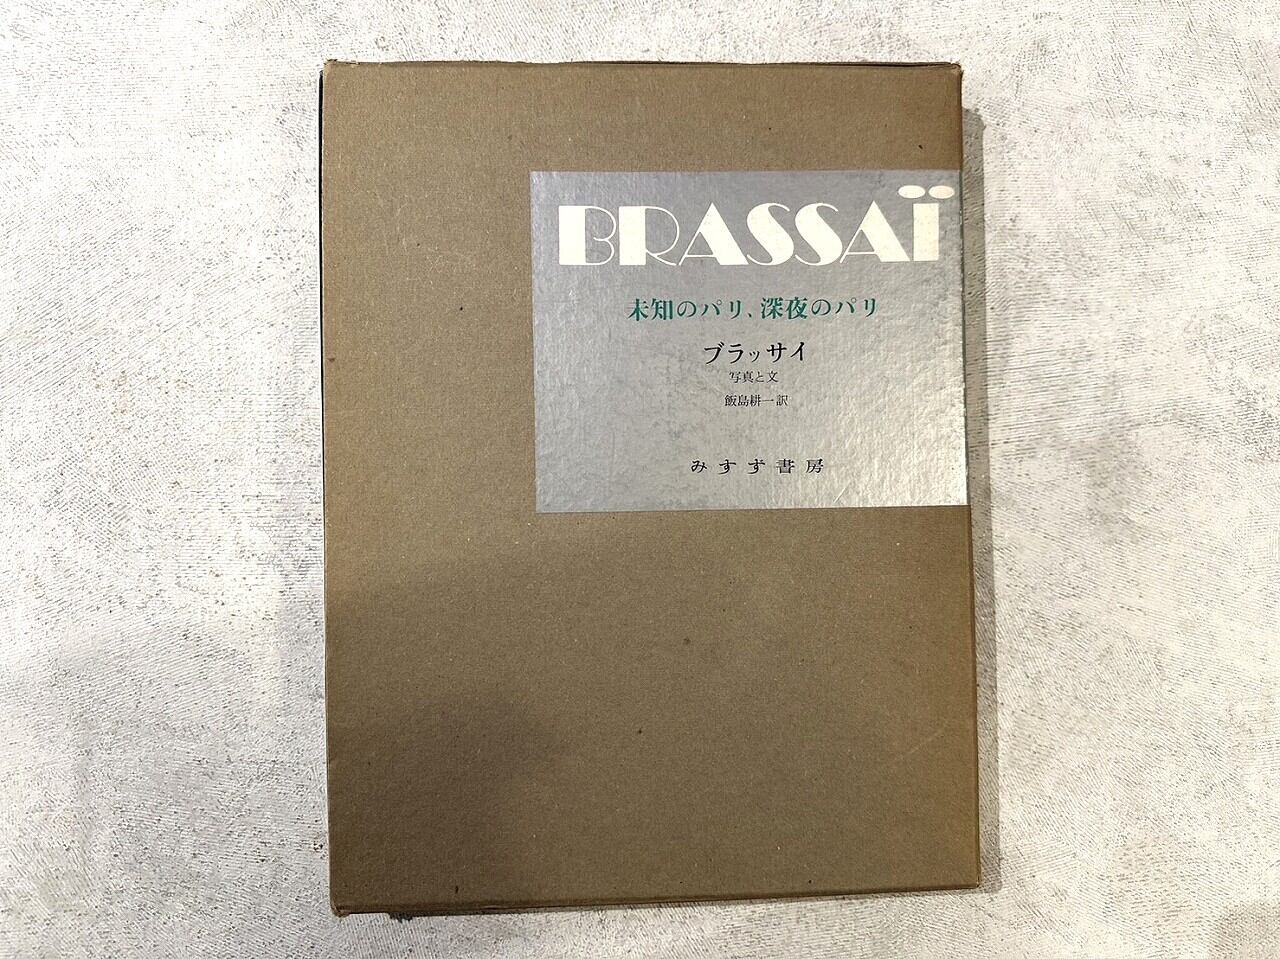 BRASSAÏ
未知のパリ、深夜のパリ
ブラッサイ
写真と文
飯島耕一訳
みすず書房